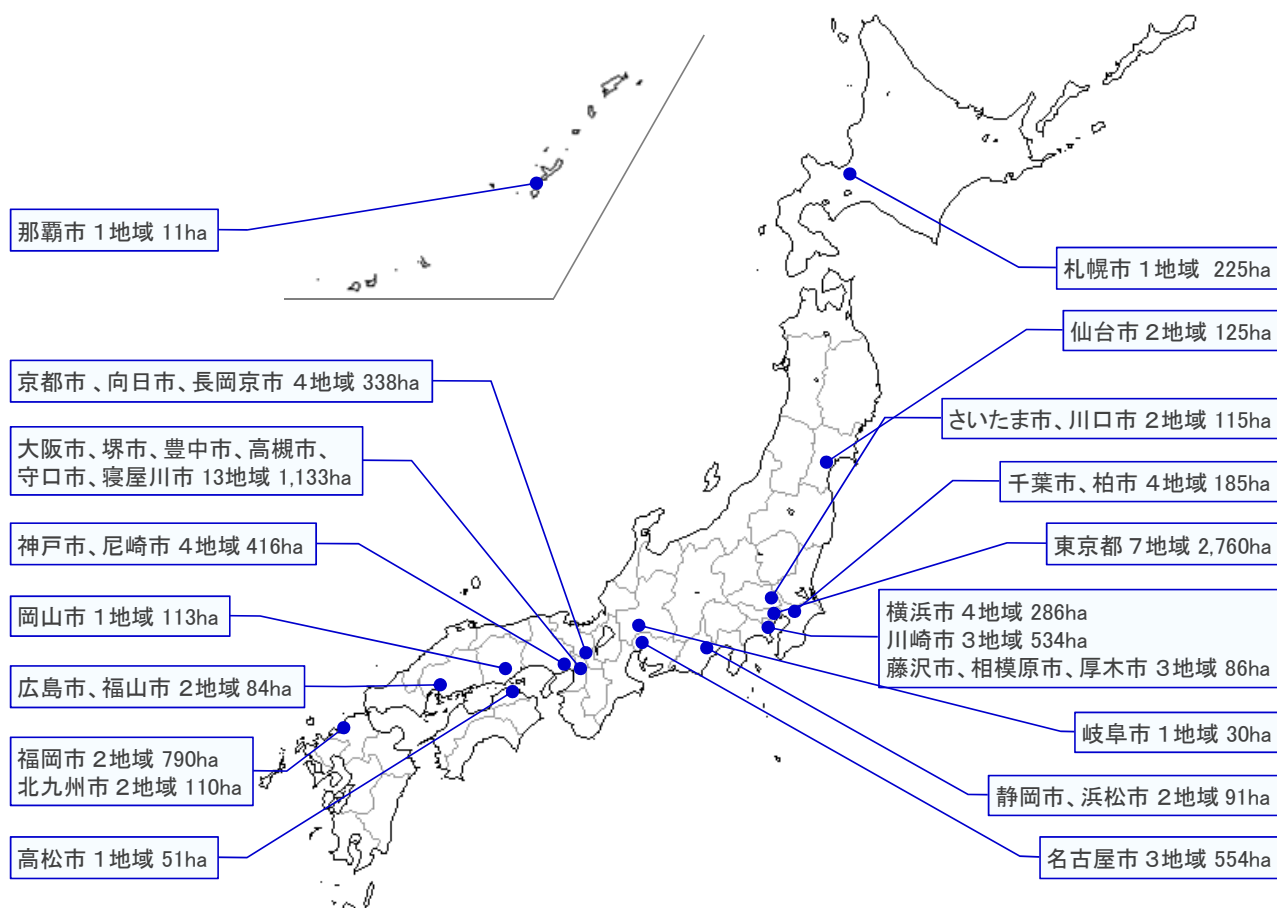 那覇市 1地域 11ha
札幌市 1地域 225ha
仙台市 2地域 125ha
京都市、向日市、長岡京市 4地域 338ha
さいたま市、川口市 2地域 115ha
大阪市、堺市、豊中市、高槻市、
守口市、寝屋川市 13地域 1,133ha
千葉市、柏市 4地域 185ha
神戸市、尼崎市 4地域 416ha
東京都 7地域 2,760ha
岡山市 1地域 113ha
横浜市 4地域 286ha
川崎市 3地域 534ha
藤沢市、相模原市、厚木市 3地域 86ha
広島市、福山市 2地域 84ha
岐阜市 1地域 30ha
福岡市 2地域 790ha
北九州市 2地域 110ha
静岡市、浜松市 2地域 91ha
高松市 1地域 51ha
名古屋市 3地域 554ha